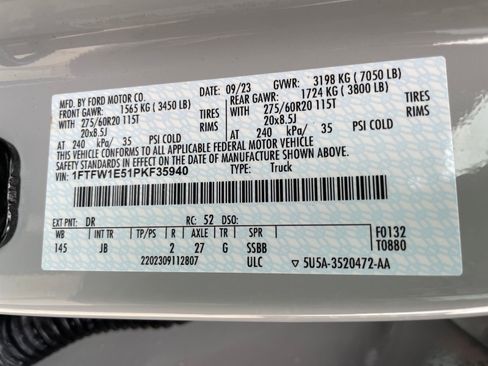 MFD. BY FORD MOTOR CO. DATE: 09/23 GVWR: 3198 KG ( 7050 LB)
FRONT GAWR: 1565 KG ( 3450 LB) REAR GAWR: 1724 KG ( 3800 LB)
WITH 275/60R20 115T TIRES WITH 275/60R20 115T TIRES
20x8.5J RIMS 20x8.5J RIMS
AT 240 kPa/ 35 PSI COLD AT 240 kPa/ 35 PSI COLD
THIS VEHICLE CONFORMS TO ALL APPLICABLE FEDERAL MOTOR VEHICLE
SAFETY STANDARDS IN EFFECT ON THE DATE OF MANUFACTURE SHOWN ABOVE.
VIN: 1FTFW1E51PKF35940 TYPE: Truck
EXT PNT: DR RC: 52 DSO: F0132
WB INT TR TP/PS R AXLE TR SPR T0880
145 JB 2 27 G SSBB
2202309112807 ULC ▽ 5U5A-3520472-AA